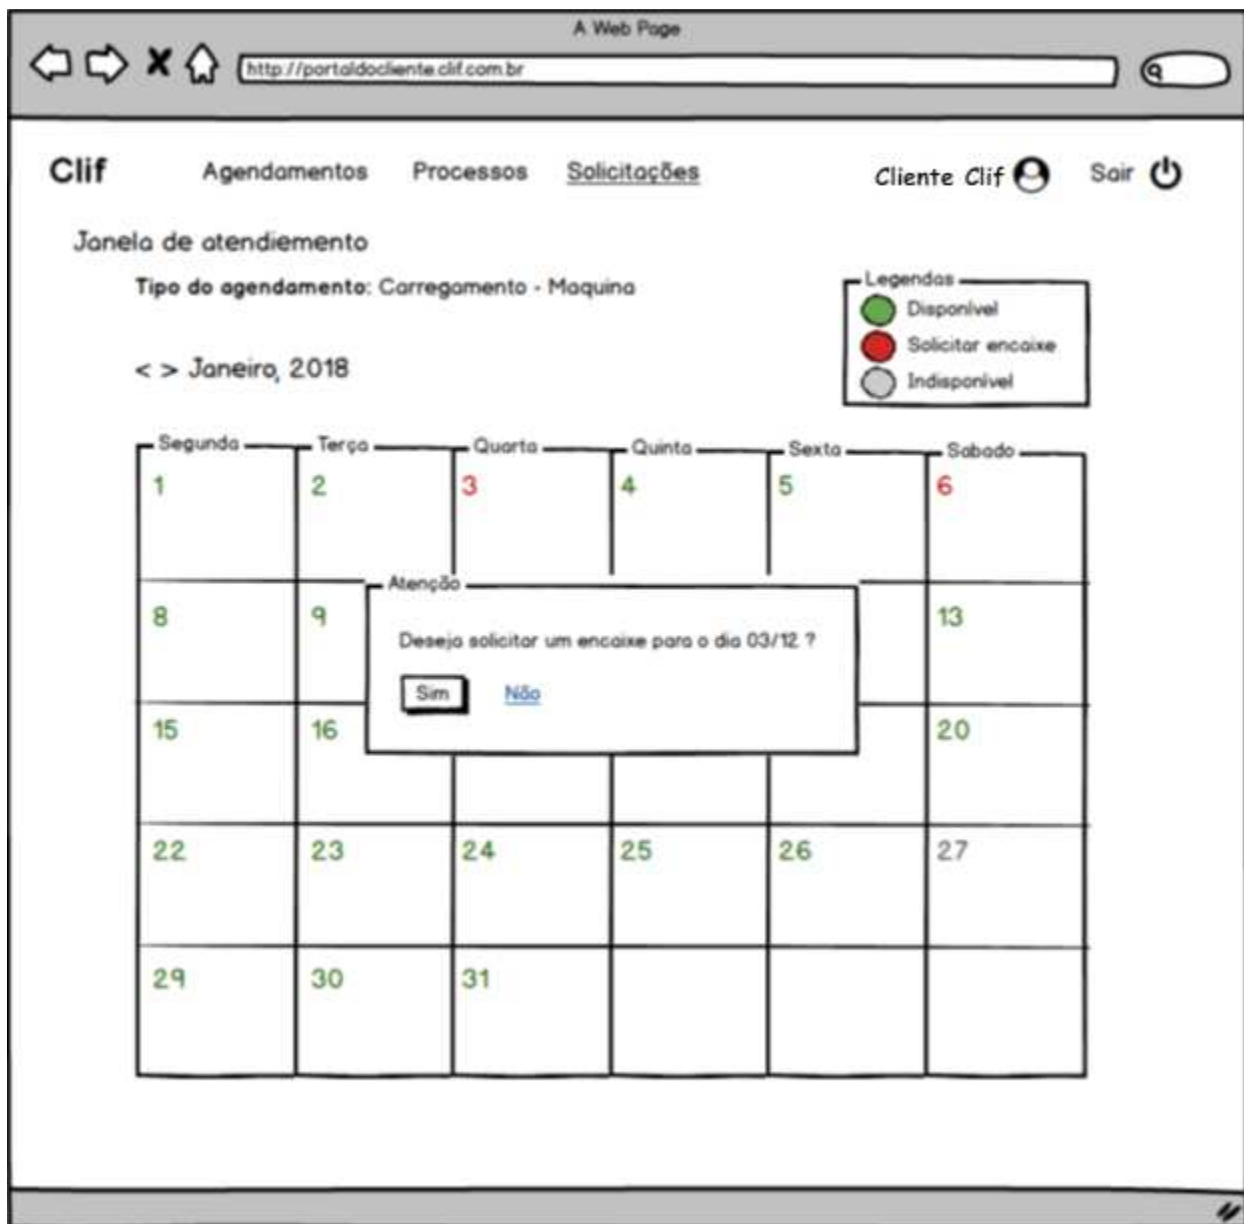 A Web Page
http://portaldocliente.clif.com.br
Clif Agendamentos Processos Solicitações Cliente Clif Sair
Janela de atendiemento
Tipo do agendamento: Carregamento - Maquina
Legendas
Disponível
Solicitar encaixe
Indisponível
< > Janeiro, 2018
Segunda Terça Quarta Quinta Sexta Sabado
1 2 3 4 5 6
Atenção
8 9 13
Deseja solicitar um encaixe para o dia 03/12 ?
Sim Não
15 16 20
22 23 24 25 26 27
29 30 31